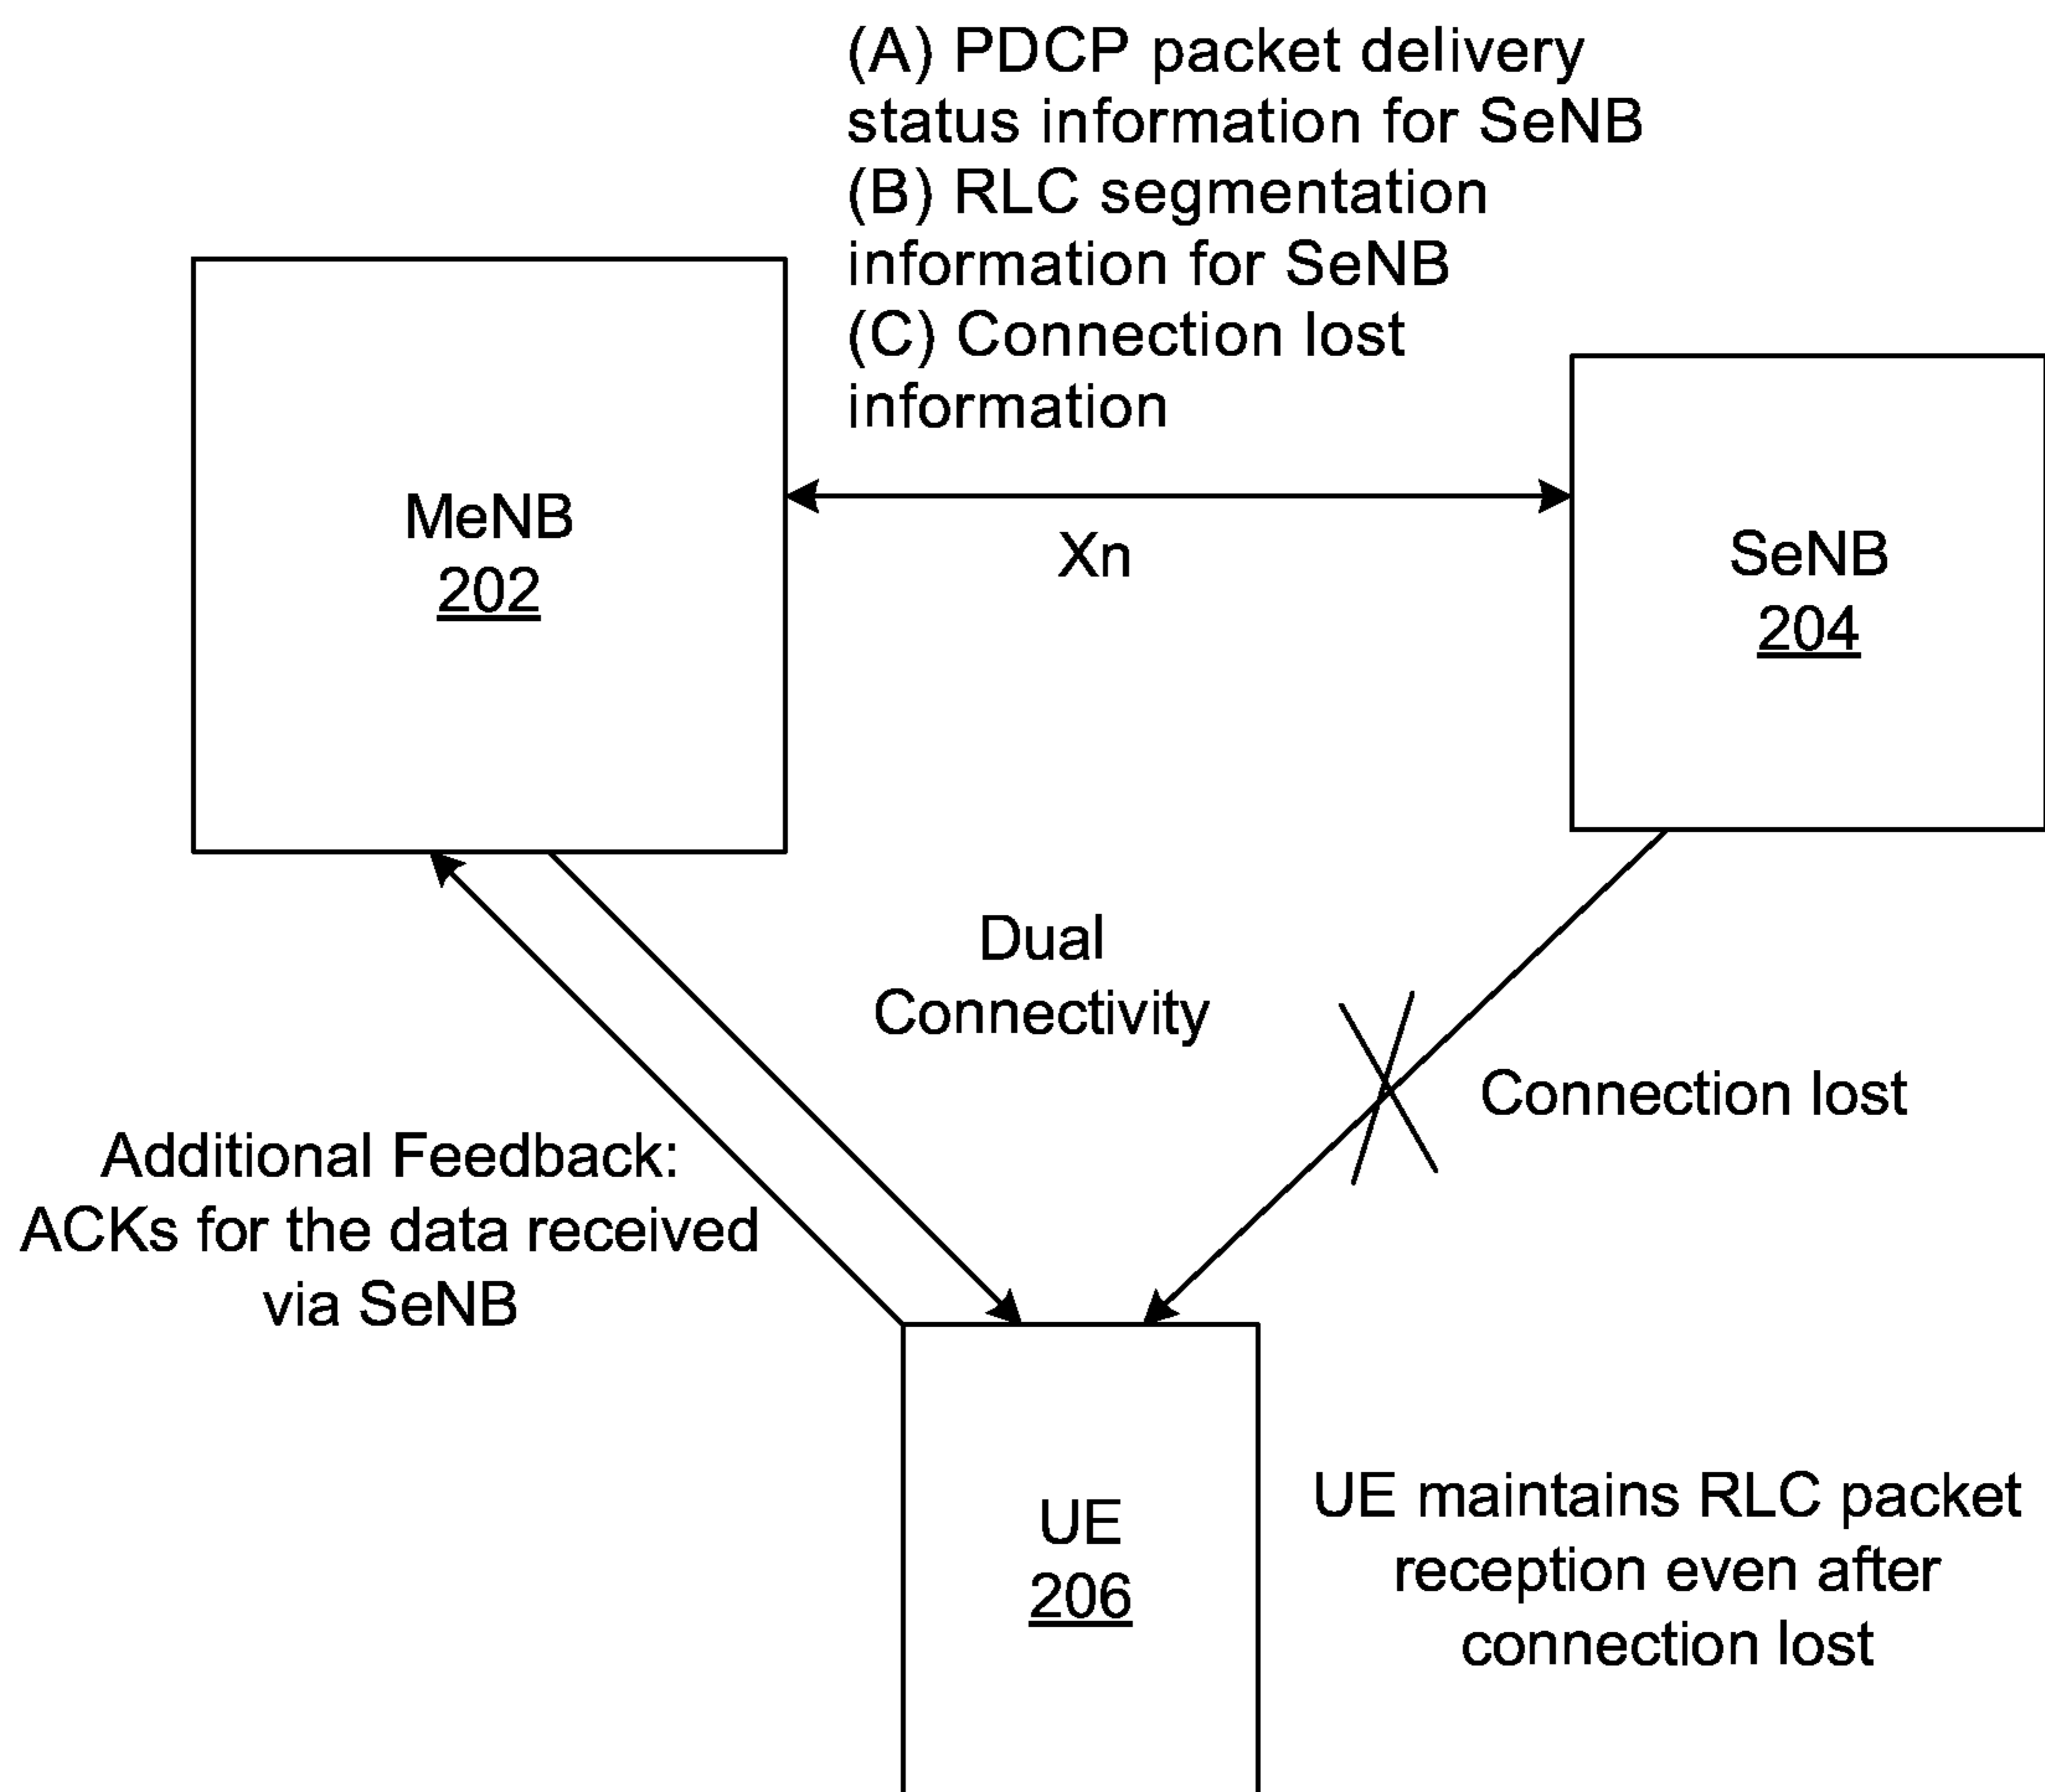 (A) PDCP packet delivery
status information for SeNB
(B) RLC segmentation
information for SeNB
(C) Connection lost
information
MeNB
202
Xn
SeNB
204
Dual
Connectivity
Connection lost
Additional Feedback:
ACKs for the data received
via SeNB
UE
206
UE maintains RLC packet
reception even after
connection lost